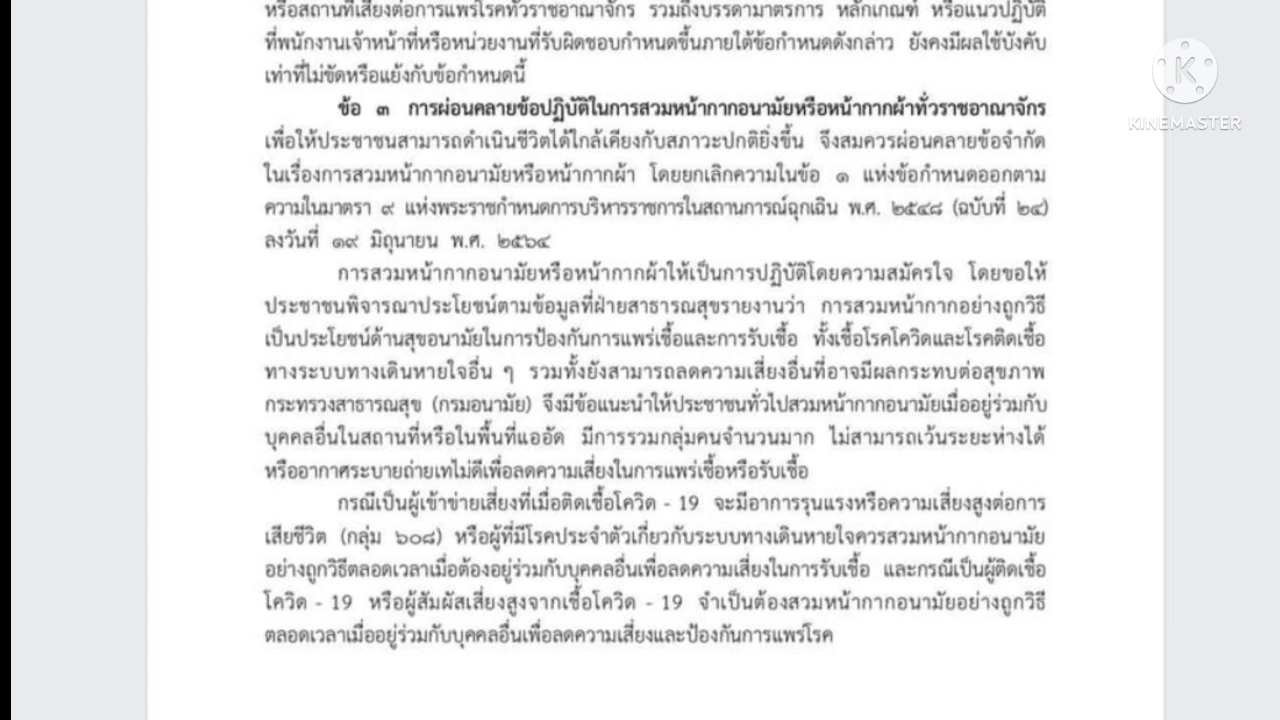 หรือสถานที่เสี่ยงต่อการแพร่โรคทั่วราชอาณาจักร รวมถึงบรรดามาตรการ หลักเกณฑ์ หรือแนวปฏิบัติ
ที่พนักงานเจ้าหน้าที่หรือหน่วยงานที่รับผิดชอบกำหนดขึ้นภายใต้ข้อกำหนดดังกล่าว ยังคงมีผลใช้บังคับ
เท่าที่ไม่ขัดหรือแย้งกับข้อกำหนดนี้
ข้อ ๓ การผ่อนคลายข้อปฏิบัติในการสวมหน้ากากอนามัยหรือหน้ากากผ้าทั่วราชอาณาจักร
เพื่อให้ประชาชนสามารถดำเนินชีวิตได้ใกล้เคียงกับสภาวะปกติยิ่งขึ้น จึงสมควรผ่อนคลายข้อจำกัด
ในเรื่องการสวมหน้ากากอนามัยหรือหน้ากากผ้า โดยยกเลิกความในข้อ ๑ แห่งข้อกำหนดออกตาม
ความในมาตรา ๙ แห่งพระราชกำหนดการบริหารราชการในสถานการณ์ฉุกเฉิน พ.ศ. ๒๕๔๘ (ฉบับที่ ๒๔)
ลงวันที่ ๑๙ มิถุนายน พ.ศ. ๒๕๖๔
การสวมหน้ากากอนามัยหรือหน้ากากผ้าให้เป็นการปฏิบัติโดยความสมัครใจ โดยขอให้
ประชาชนพิจารณาประโยชน์ตามข้อมูลที่ฝ่ายสาธารณสุขรายงานว่า การสวมหน้ากากอย่างถูกวิธี
เป็นประโยชน์ด้านสุขอนามัยในการป้องกันการแพร่เชื้อและการรับเชื้อ ทั้งเชื้อโรคโควิดและโรคติดเชื้อ
ทางระบบทางเดินหายใจอื่น ๆ รวมทั้งยังสามารถลดความเสี่ยงอื่นที่อาจมีผลกระทบต่อสุขภาพ
กระทรวงสาธารณสุข (กรมอนามัย) จึงมีข้อแนะนำให้ประชาชนทั่วไปสวมหน้ากากอนามัยเมื่ออยู่ร่วมกับ
บุคคลอื่นในสถานที่หรือในพื้นที่แออัด มีการรวมกลุ่มคนจำนวนมาก ไม่สามารถเว้นระยะห่างได้
หรืออากาศระบายถ่ายเทไม่ดีเพื่อลดความเสี่ยงในการแพร่เชื้อหรือรับเชื้อ
กรณีเป็นผู้เข้าข่ายเสี่ยงที่เมื่อติดเชื้อโควิด - 19 จะมีอาการรุนแรงหรือความเสี่ยงสูงต่อการ
เสียชีวิต (กลุ่ม ๖๐๘) หรือผู้ที่มีโรคประจำตัวเกี่ยวกับระบบทางเดินหายใจควรสวมหน้ากากอนามัย
อย่างถูกวิธีตลอดเวลาเมื่อต้องอยู่ร่วมกับบุคคลอื่นเพื่อลดความเสี่ยงในการรับเชื้อ และกรณีเป็นผู้ติดเชื้อ
โควิด - 19 หรือผู้สัมผัสเสี่ยงสูงจากเชื้อโควิด - 19 จำเป็นต้องสวมหน้ากากอนามัยอย่างถูกวิธี
ตลอดเวลาเมื่ออยู่ร่วมกับบุคคลอื่นเพื่อลดความเสี่ยงและป้องกันการแพร่โรค
K
KINEMASTER